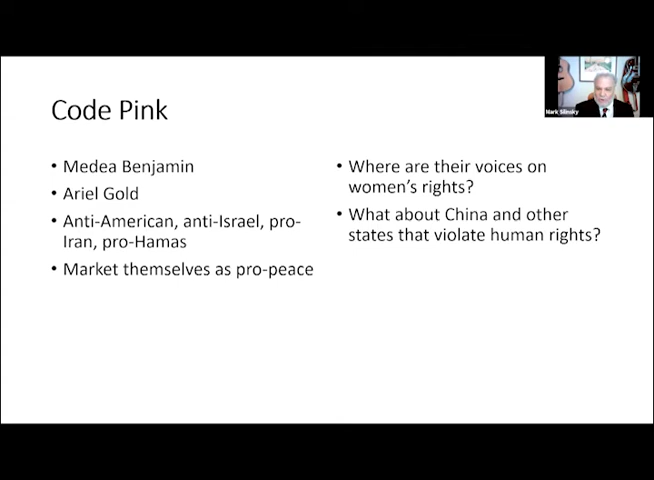 Code Pink
• Medea Benjamin
• Ariel Gold
• Anti-American, anti-Israel, pro-
Iran, pro-Hamas
• Market themselves as pro-peace
• Where are their voices on
women's rights?
• What about China and other
states that violate human rights?
Mark Silinsky